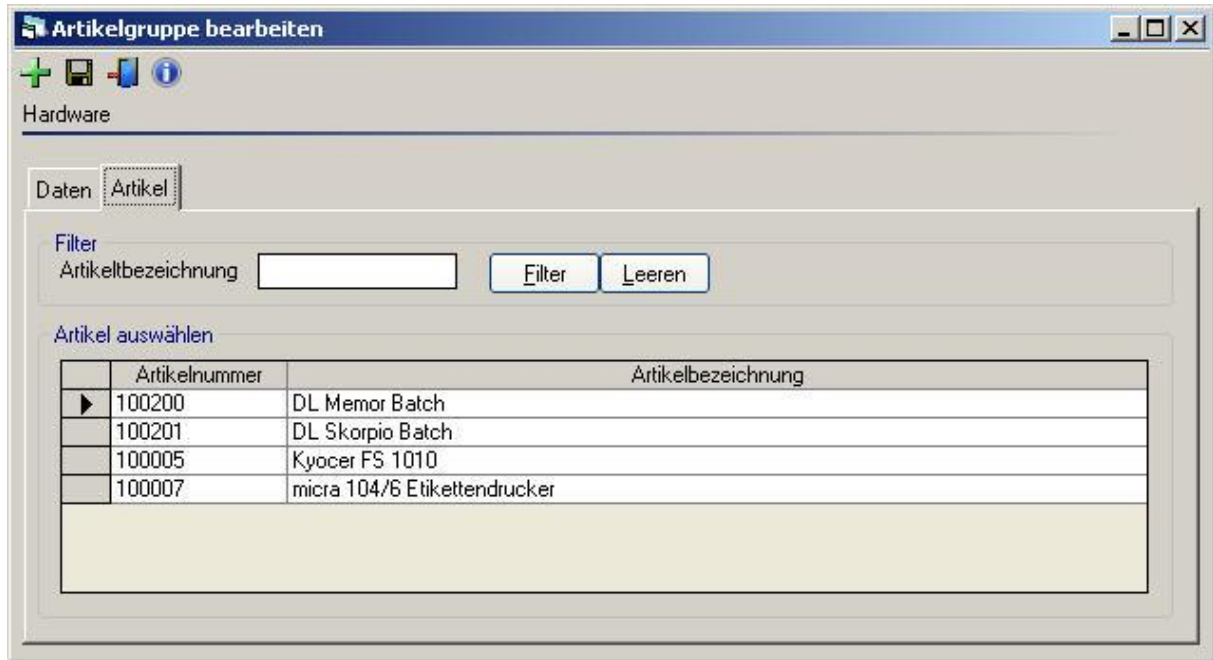 Artikelgruppe bearbeiten
Hardware
Daten Artikel
Filter
Artikeltbezeichnung Filter Leeren
Artikel auswählen
Artikelnummer Artikelbezeichnung
100200 DL Memor Batch
100201 DL Skorpio Batch
100005 Kyocer FS 1010
100007 micra 104/6 Etikettendrucker